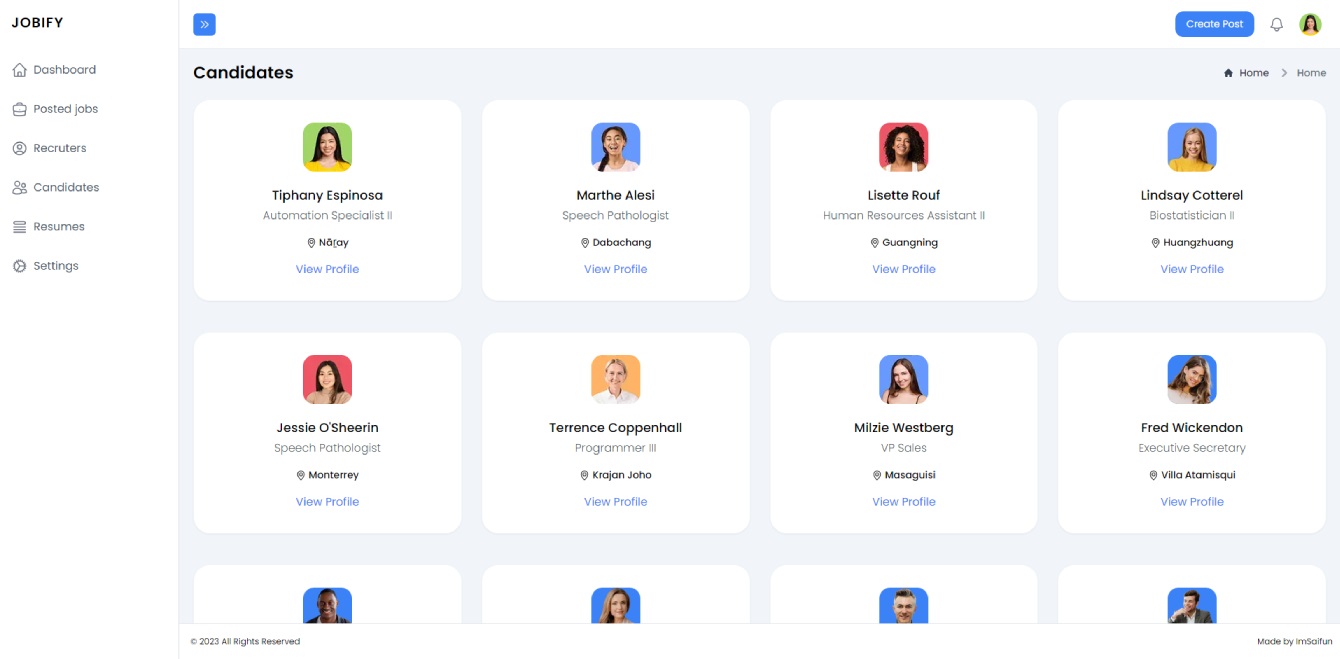 JOBIFY
Create Post
Dashboard
Posted jobs
Recruters
Candidates
Resumes
Settings
Candidates
Home
Home
Tiphany Espinosa
Automation Specialist II
Nāṟay
View Profile
Marthe Alesi
Speech Pathologist
Dabachang
View Profile
Lisette Rouf
Human Resources Assistant II
Guangning
View Profile
Lindsay Cotterel
Biostatistician II
Huangzhuang
View Profile
Jessie O'Sheerin
Speech Pathologist
Monterrey
View Profile
Terrence Coppenhall
Programmer III
Krajan Joho
View Profile
Milzie Westberg
VP Sales
Masaguisi
View Profile
Fred Wickendon
Executive Secretary
Villa Atamisqui
View Profile
© 2023 All Rights Reserved
Made by ImSaifun